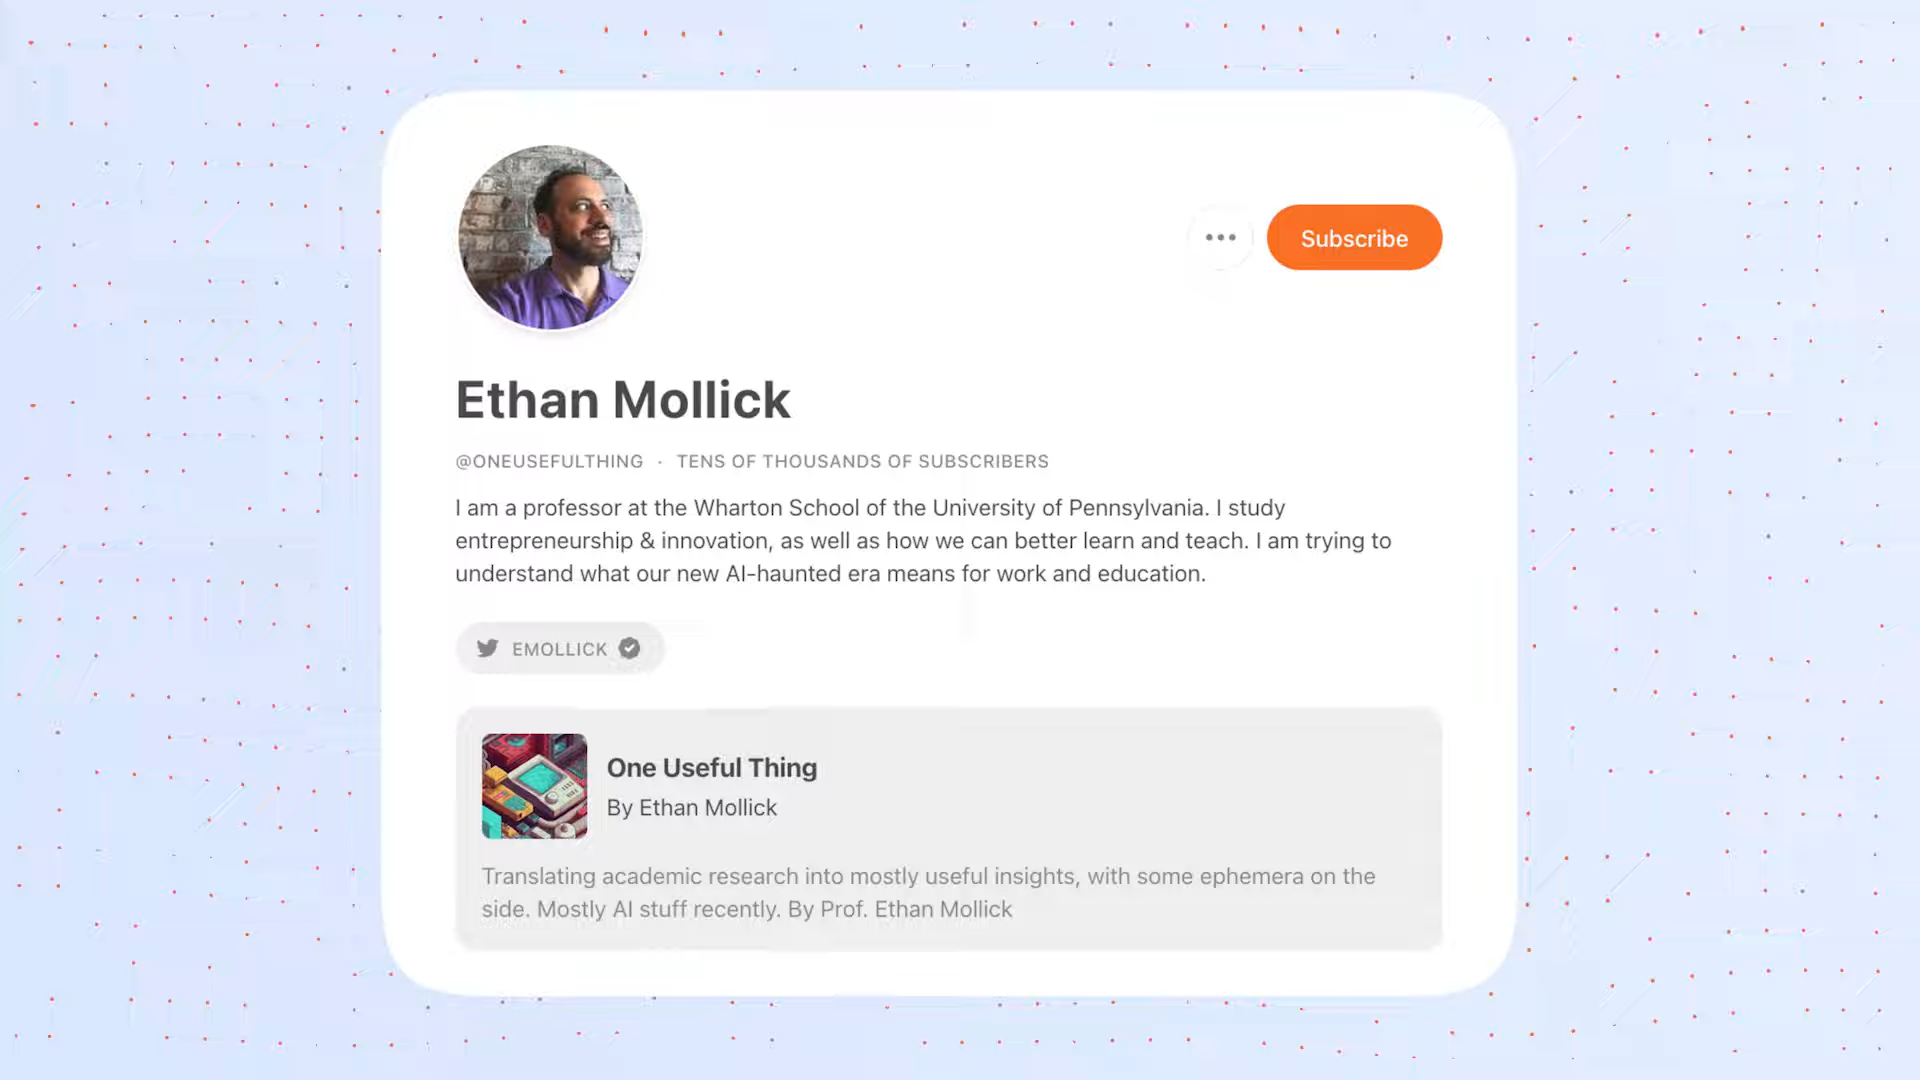 Subscribe
Ethan Mollick
@ONEUSEFULTHING · TENS OF THOUSANDS OF SUBSCRIBERS
I am a professor at the Wharton School of the University of Pennsylvania. I study
entrepreneurship & innovation, as well as how we can better learn and teach. I am trying to
understand what our new AI-haunted era means for work and education.
EMOLLICK
One Useful Thing
By Ethan Mollick
Translating academic research into mostly useful insights, with some ephemera on the
side. Mostly AI stuff recently. By Prof. Ethan Mollick